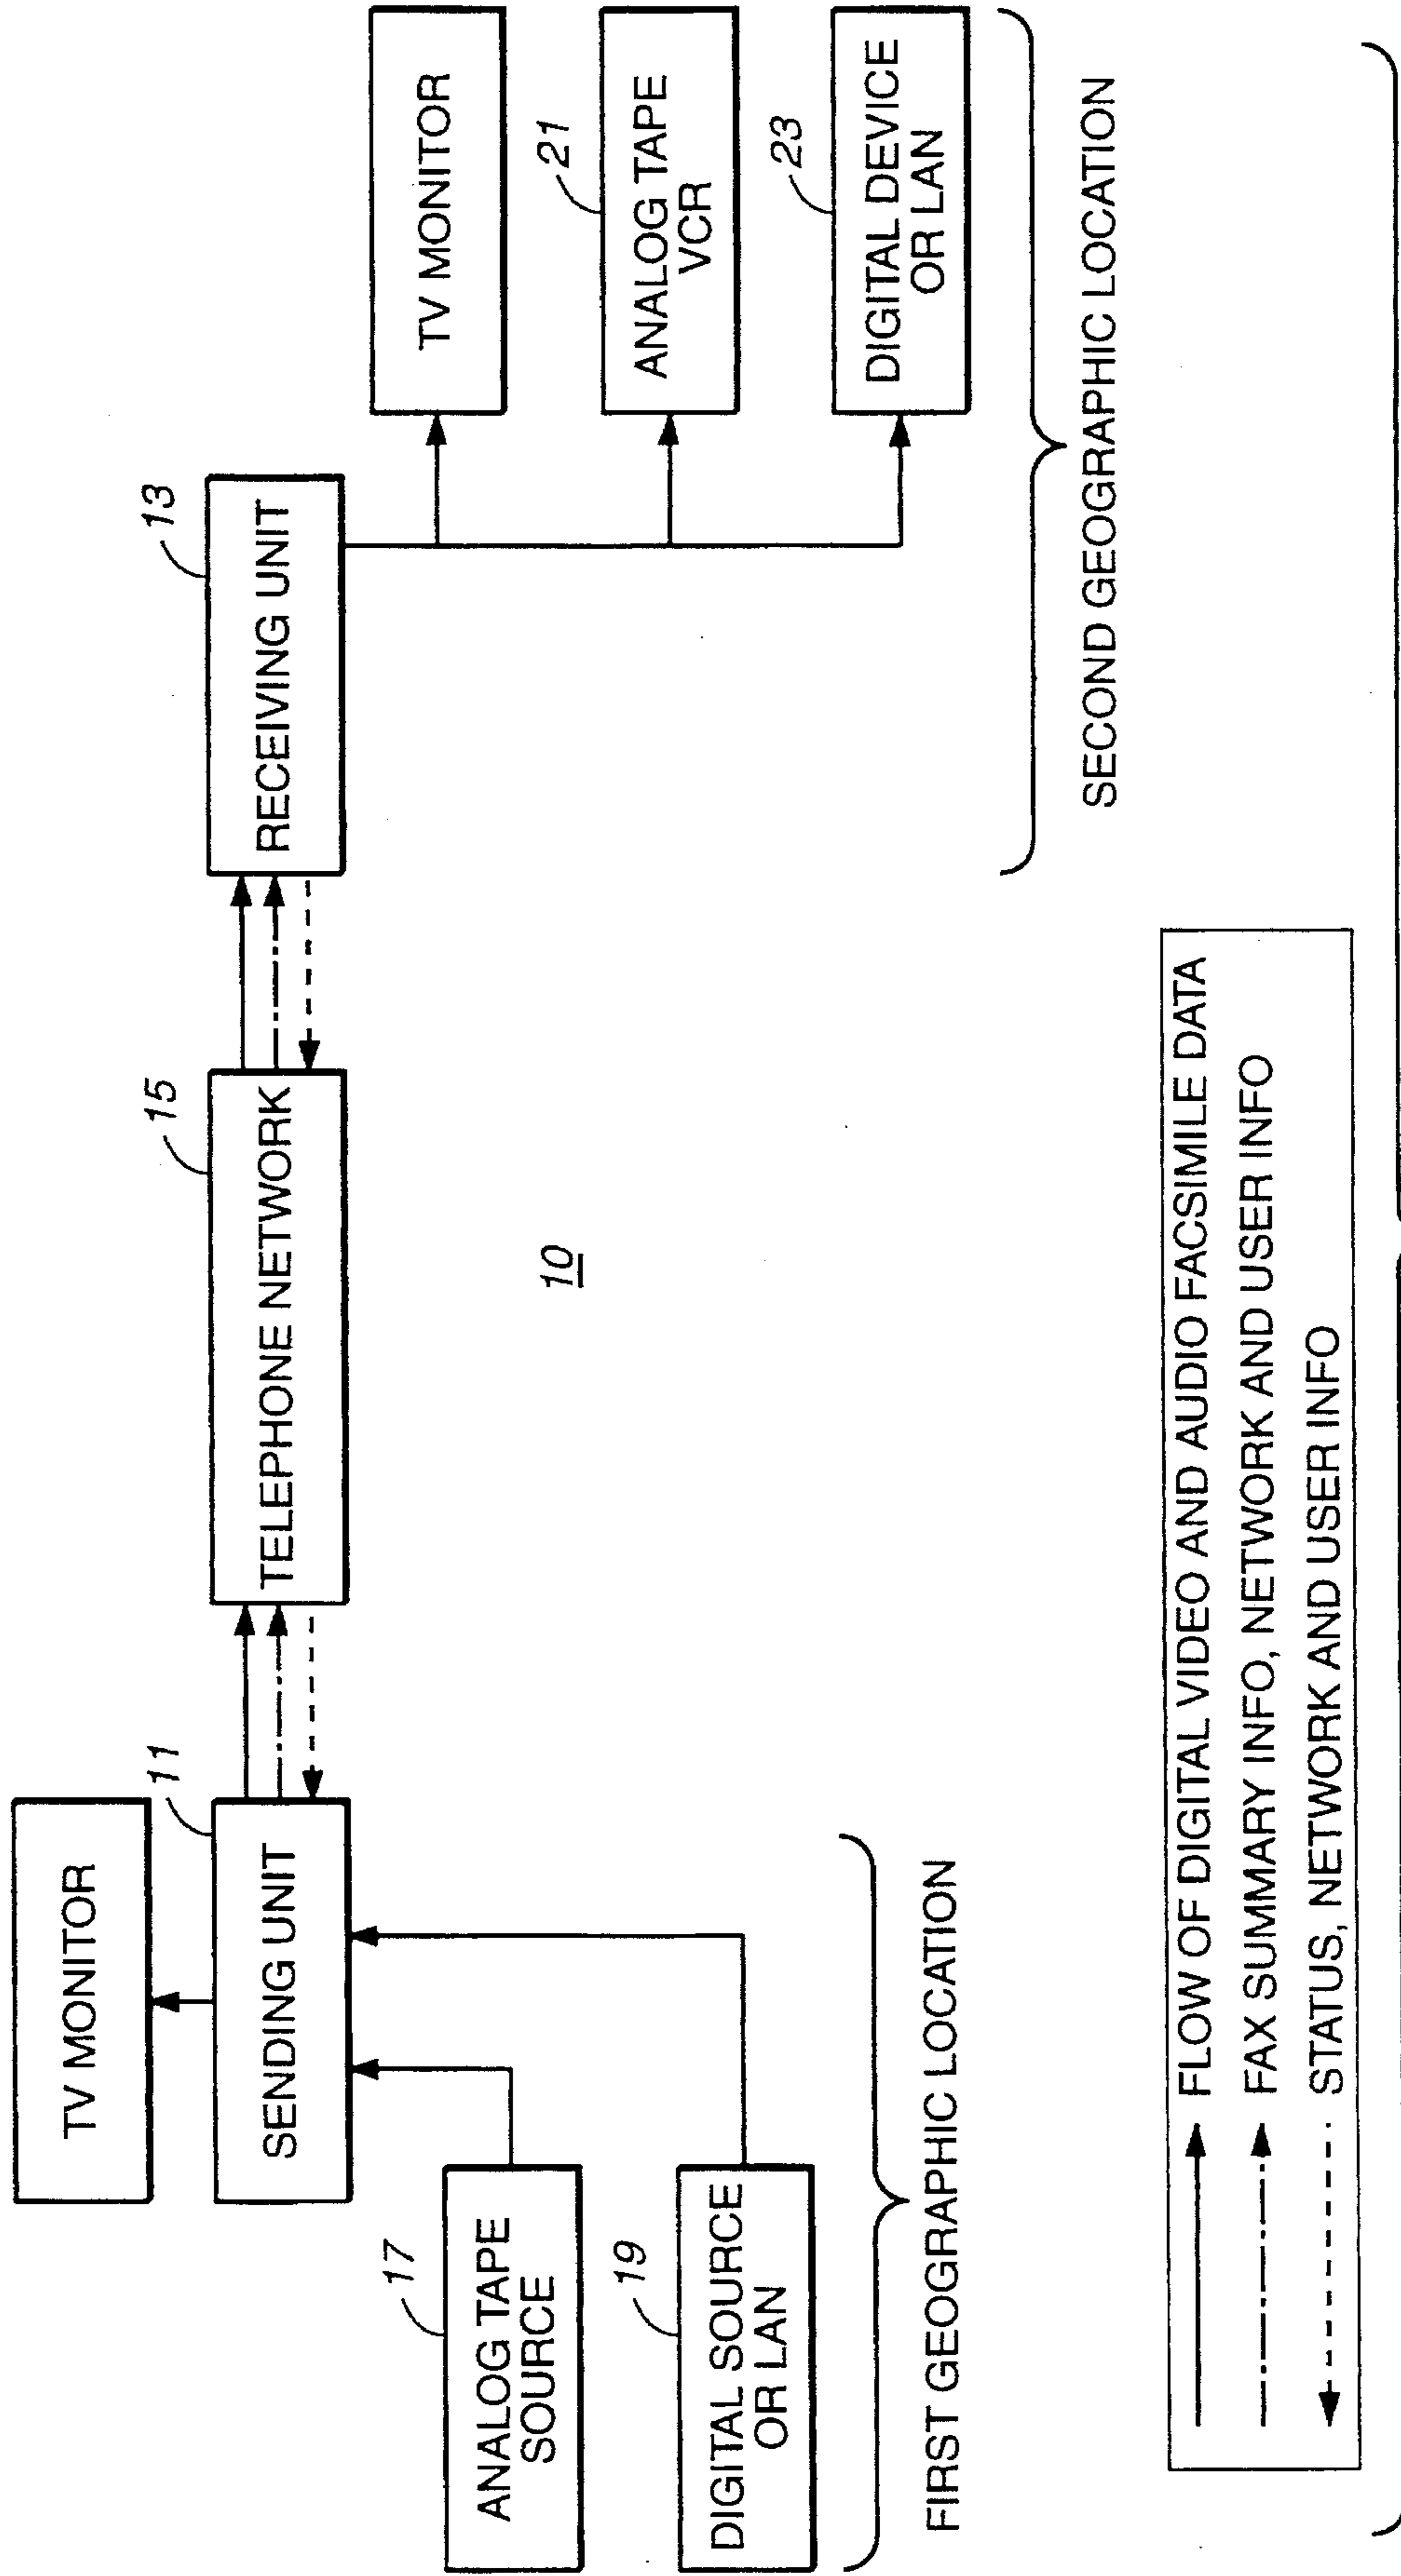 TV MONITOR
11
SENDING UNIT
17
ANALOG TAPE
SOURCE
19
DIGITAL SOURCE
OR LAN
FIRST GEOGRAPHIC LOCATION
15
TELEPHONE NETWORK
10
13
RECEIVING UNIT
TV MONITOR
21
ANALOG TAPE
VCR
23
DIGITAL DEVICE
OR LAN
SECOND GEOGRAPHIC LOCATION
FLOW OF DIGITAL VIDEO AND AUDIO FACSIMILE DATA
FAX SUMMARY INFO, NETWORK AND USER INFO
STATUS, NETWORK AND USER INFO